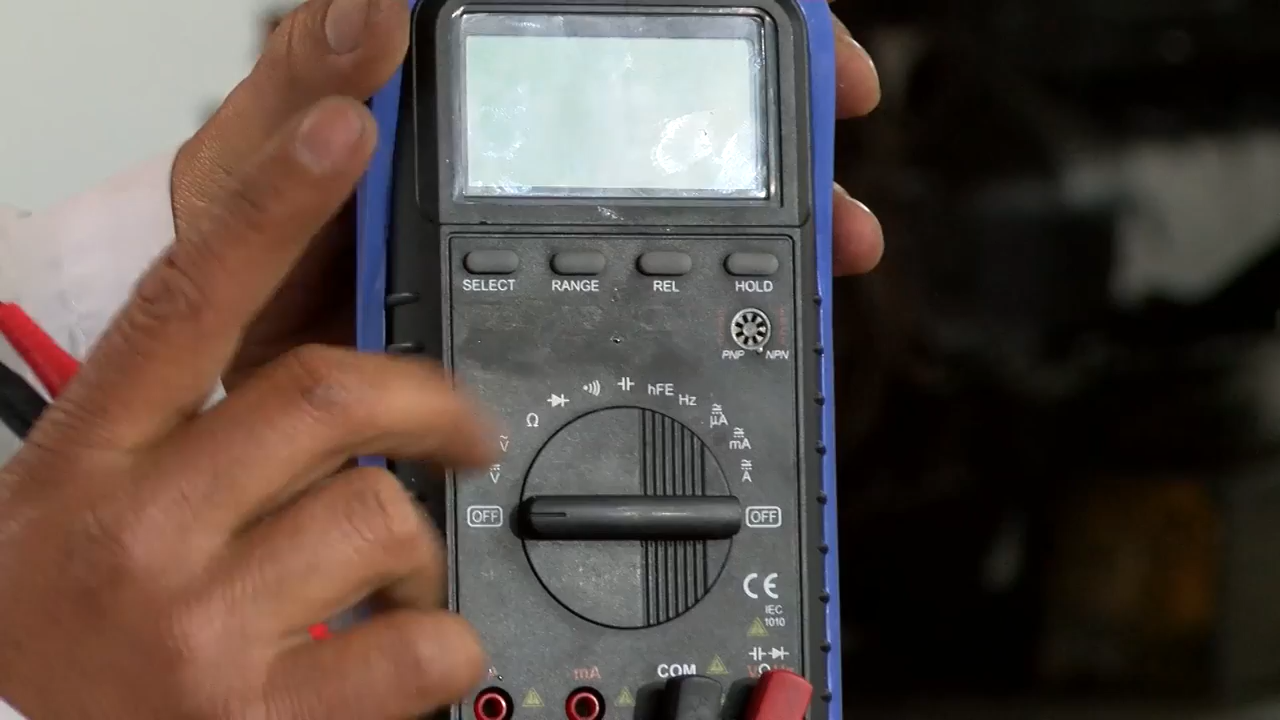 SELECT RANGE REL HOLD
PNP NPN
hFE
Hz
Ω
µA
V
mA
V
A
OFF OFF
CE
IEC
1010
mA COM